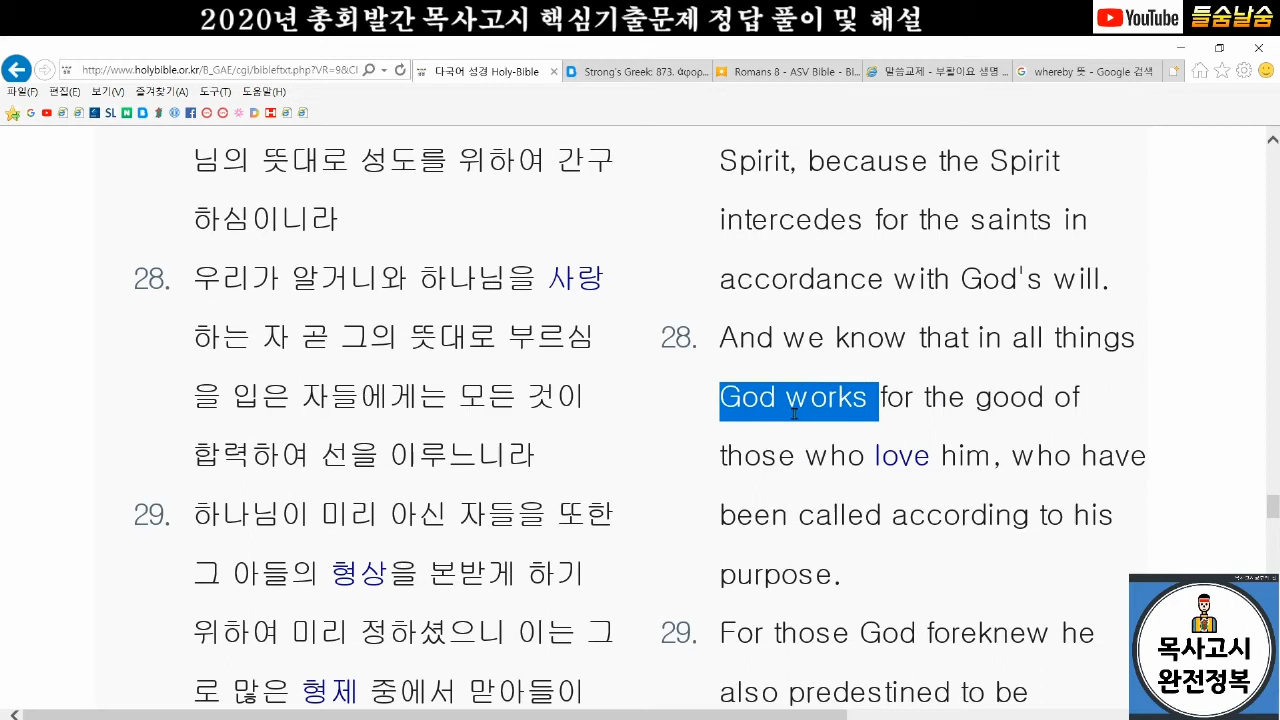 2020년 총회발간 목사고시 핵심기출문제 정답 풀이 및 해설
YouTube 들숨날숨
http://www.holybible.or.kr/B_GAE/cgi/bibleftxt.php?VR=9&CI
다국어 성경 Holy-Bible
Strong's Greek: 873. ἀφορ...
Romans 8 - ASV Bible - Bl...
말씀교제 - 부활이요 생명 ...
whereby 뜻 - Google 검색
파일(F) 편집(E) 보기(V) 즐겨찾기(A) 도구(T) 도움말(H)
님의 뜻대로 성도를 위하여 간구
하심이니라
28. 우리가 알거니와 하나님을 사랑
하는 자 곧 그의 뜻대로 부르심
을 입은 자들에게는 모든 것이
합력하여 선을 이루느니라
29. 하나님이 미리 아신 자들을 또한
그 아들의 형상을 본받게 하기
위하여 미리 정하셨으니 이는 그
로 많은 형제 중에서 맏아들이
Spirit, because the Spirit
intercedes for the saints in
accordance with God's will.
28. And we know that in all things
God works for the good of
those who love him, who have
been called according to his
purpose.
29. For those God foreknew he
also predestined to be
목사고시
완전정복